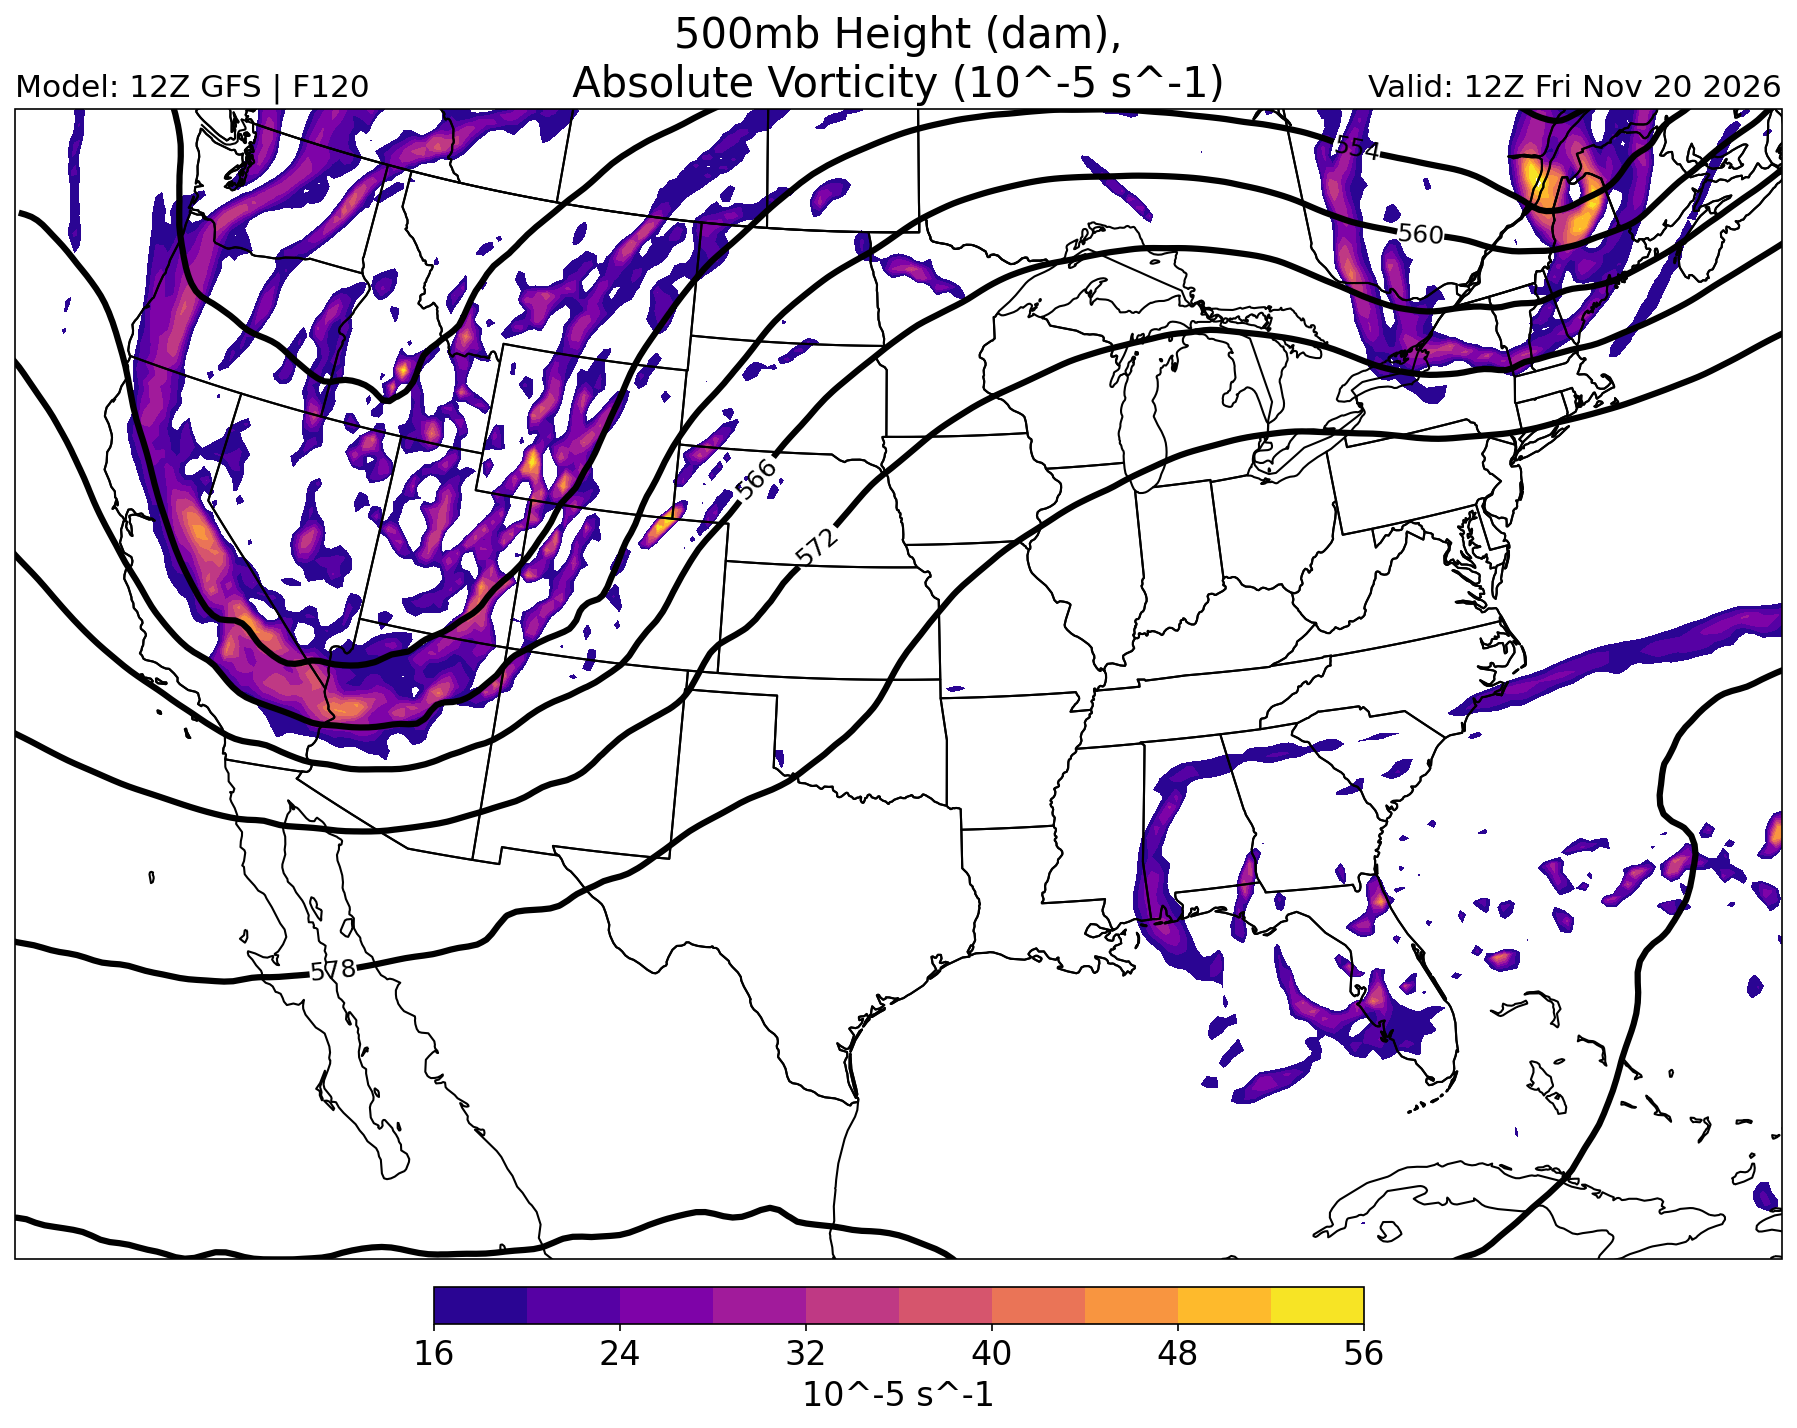 500mb Height (dam),
Model: 12Z GFS | F120
Absolute Vorticity (10^-5 s^-1)
Valid: 12Z Fri Nov 20 2026
554
560
566
572
578
16 24 32 40 48 56
10^-5 s^-1